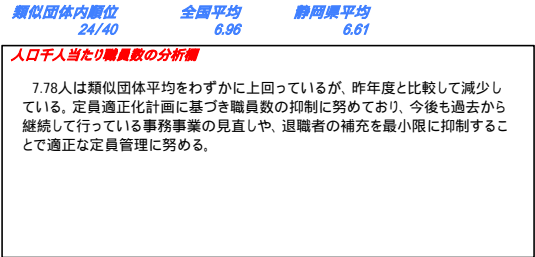 類似団体内順位 全国平均 静岡県平均
24/40 6.96 6.61
人口千人当たり職員数の分析欄
7.78人は類似団体平均をわずかに上回っているが、昨年度と比較して減少し
ている。定員適正化計画に基づき職員数の抑制に努めており、今後も過去から
継続して行っている事務事業の見直しや、退職者の補充を最小限に抑制するこ
とで適正な定員管理に努める。